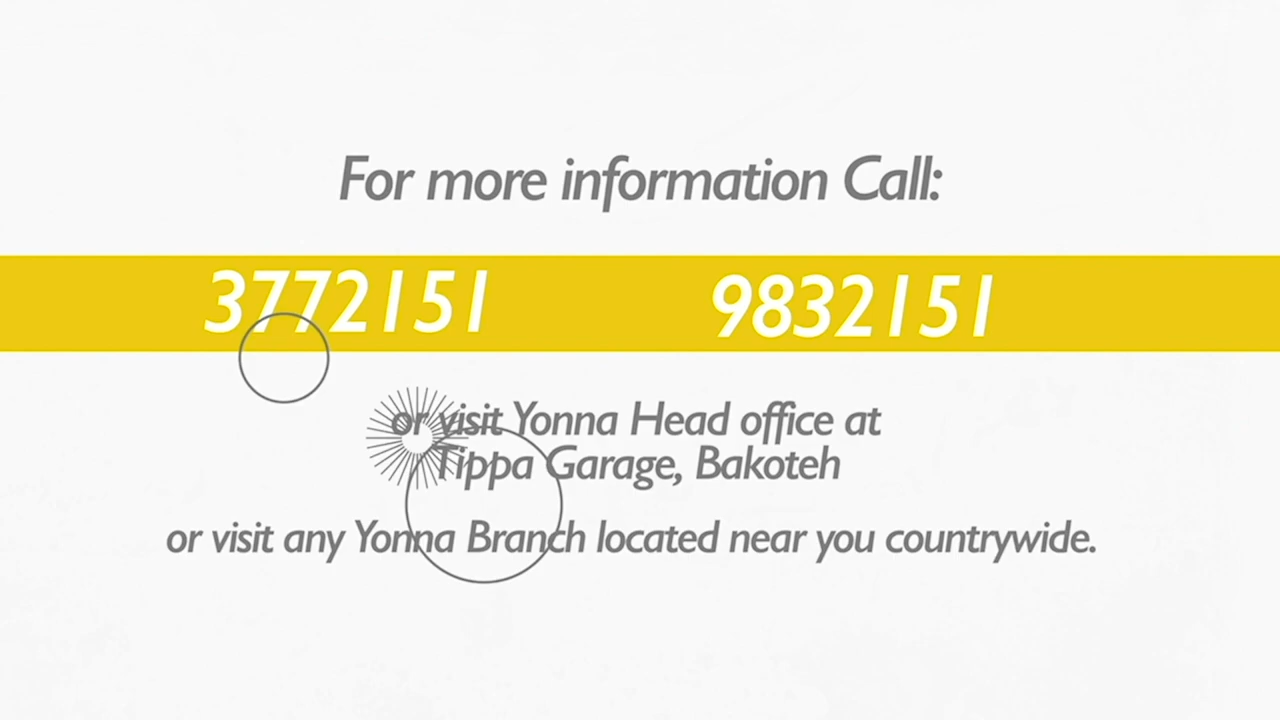 For more information Call:
3772151 9832151
or visit Yonna Head office at
Tippa Garage, Bakoteh
or visit any Yonna Branch located near you countrywide.